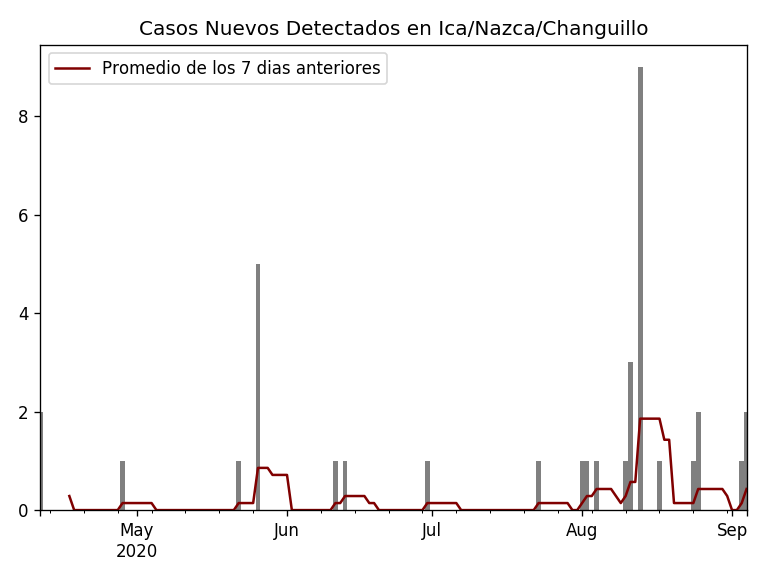 Casos Nuevos Detectados en Ica/Nazca/Changuillo
Promedio de los 7 dias anteriores
8
6
4
2
0
May
2020
Jun
Jul
Aug
Sep